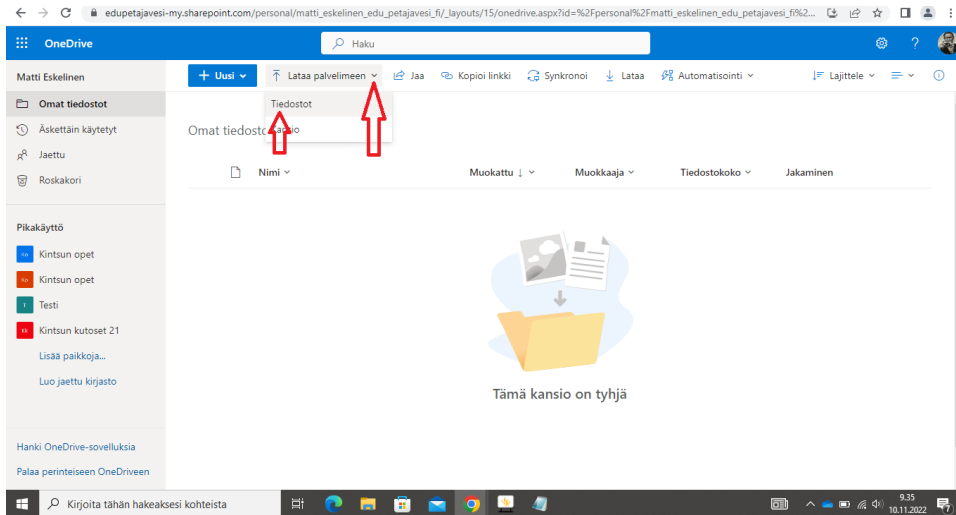 edupetajavesi-my.sharepoint.com/personal/matti_eskelinen_edu_petajavesi_fi/_layouts/15/onedrive.aspx?id=%2Fpersonal%2Fmatti_eskelinen_edu_petajavesi_fi%2...
OneDrive
Haku
Matti Eskelinen
+ Uusi
Lataa palvelimeen
Jaa
Kopioi linkki
Synkronoi
Lataa
Automatisointi
Lajittele
Omat tiedostot
Tiedostot
Äskettäin käytetyt
Omat tiedosto
Jaettu
Roskakori
Nimi
Muokattu ↓
Muokkaaja
Tiedostokoko
Jakaminen
Pikakäyttö
Kintsun opet
Kintsun opet
T Testi
Kintsun kutoset 21
Lisää paikkoja...
Luo jaettu kirjasto
Tämä kansio on tyhjä
Hanki OneDrive-sovelluksia
Palaa perinteiseen OneDriveen
Kirjoita tähän hakeaksesi kohteista
9.35
10.11.2022